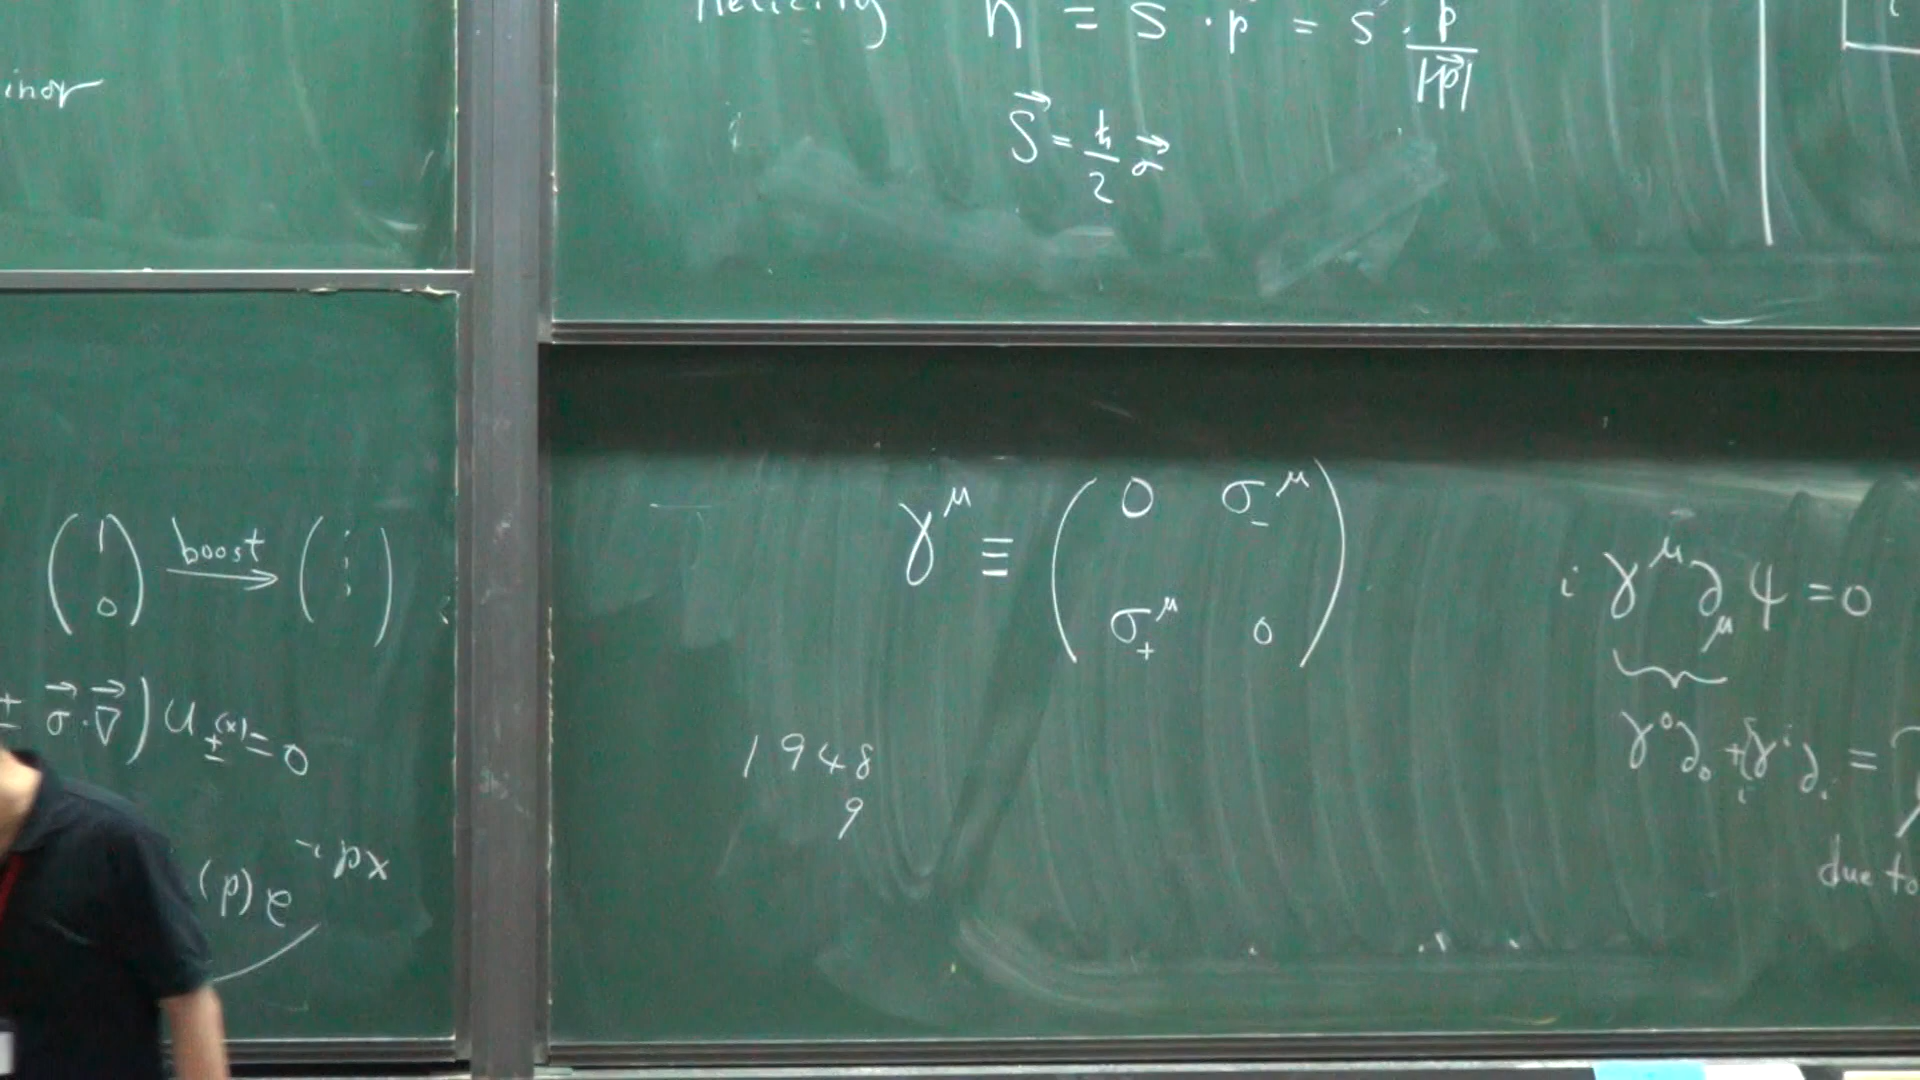 Helicity h = s · p = s · p/|p⃗|
S⃗ = ℏ/2 σ⃗
(1 0) boost → ( : : )
± σ⃗·∇⃗) u±(x) = 0
(p) e^-ipx
γ^μ ≡ ( 0 σ_-^μ
σ_+^μ 0 )
1948
9
i γ^μ ∂_μ ψ = 0
γ^0 ∂_0 + Σ_i γ^i ∂_i =
due to